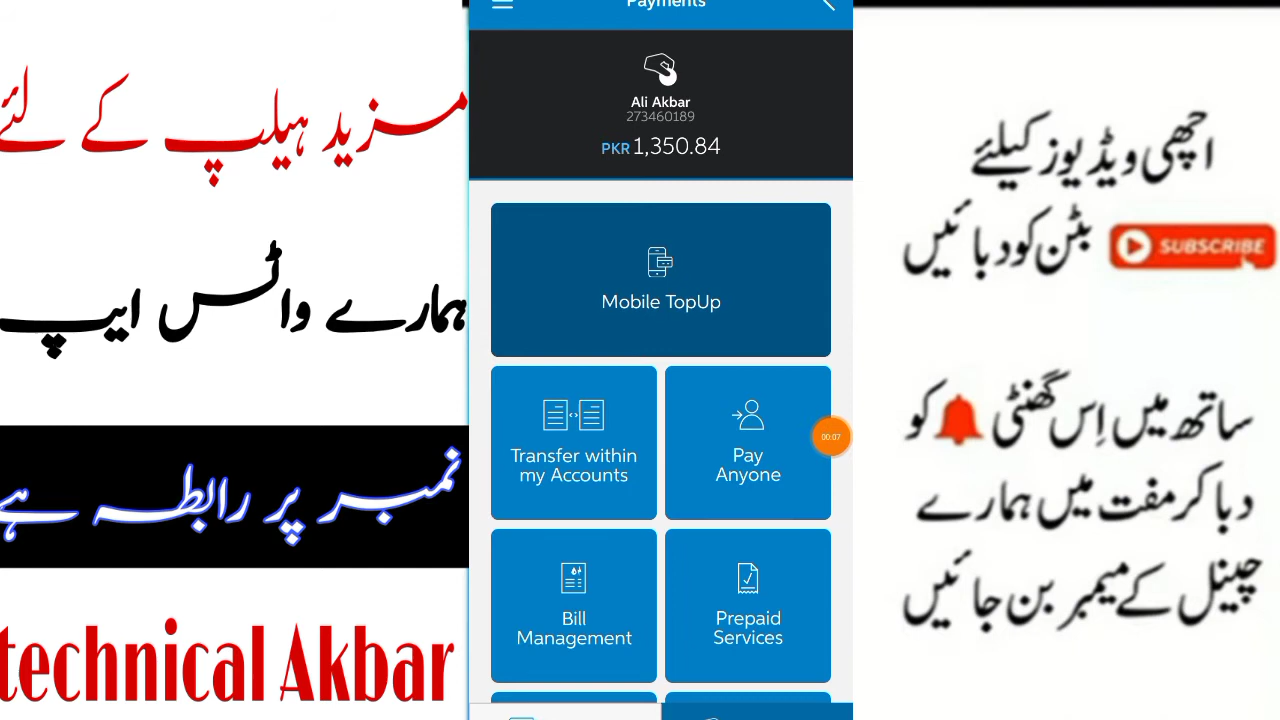 مزید ہیلپ کے لئے
ہمارے واٹس ایپ
نمبر پر رابطہ ہے
technical Akbar
Payments
Ali Akbar
273460189
PKR 1,350.84
Mobile TopUp
Transfer within
my Accounts
Pay
Anyone
00:07
Bill
Management
Prepaid
Services
اچھی ویڈیوز کیلئے
SUBSCRIBE بٹن کو دبائیں
ساتھ میں اِس گھنٹی کو
دبا کر مفت میں ہمارے
چینل کے میمبر بن جائیں